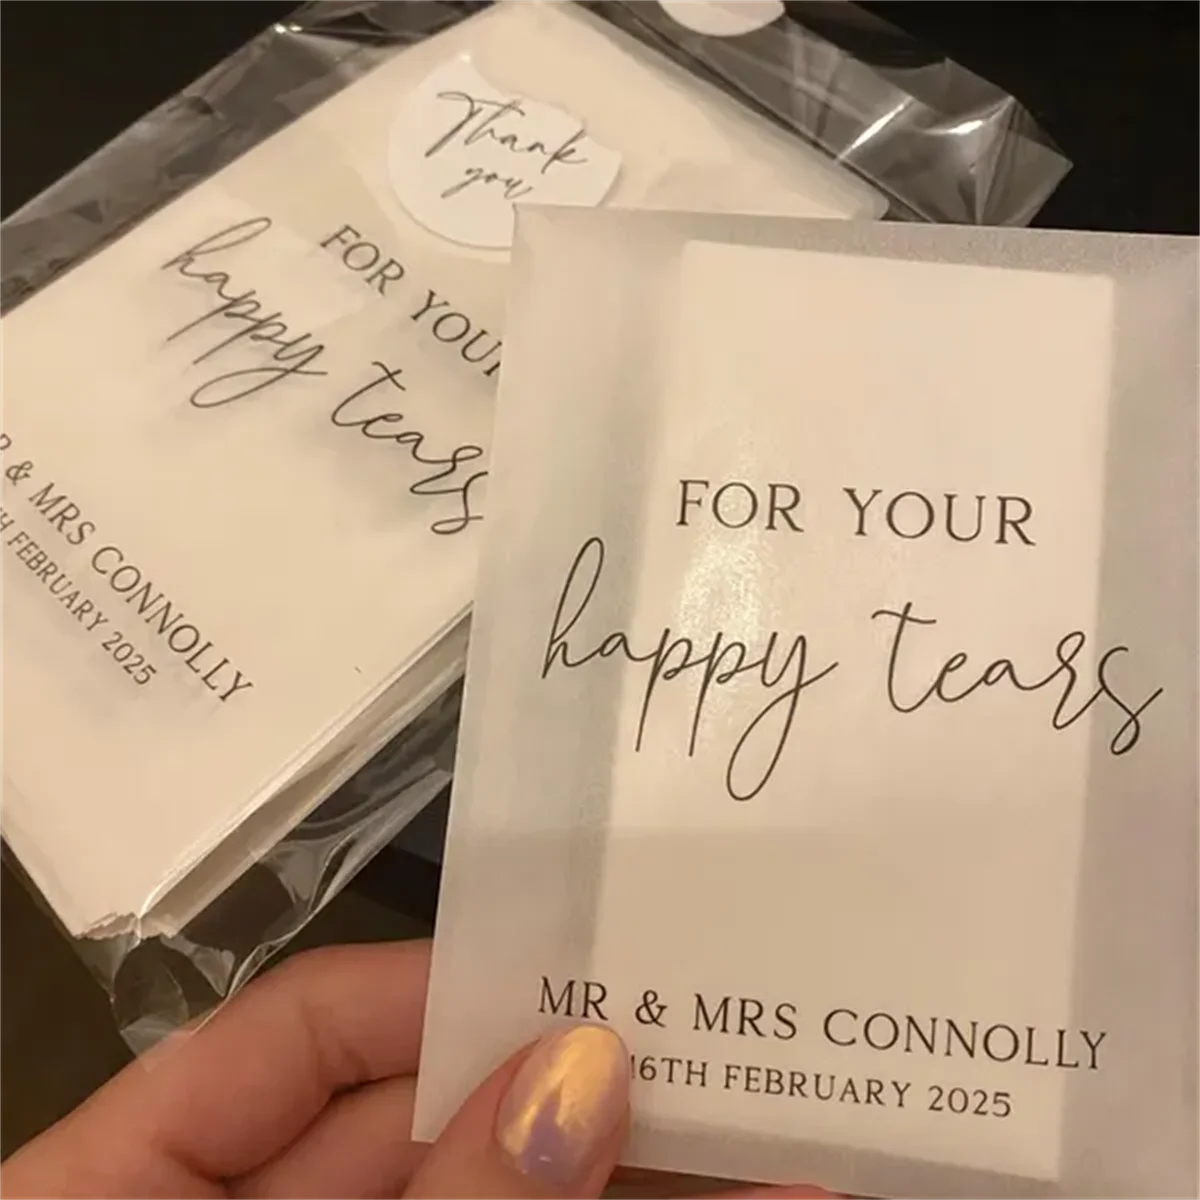 Thank
you
FOR YOUR
happy tears
& MRS CONNOLLY
FEBRUARY 2025
FOR YOUR
happy tears
MR & MRS CONNOLLY
16TH FEBRUARY 2025